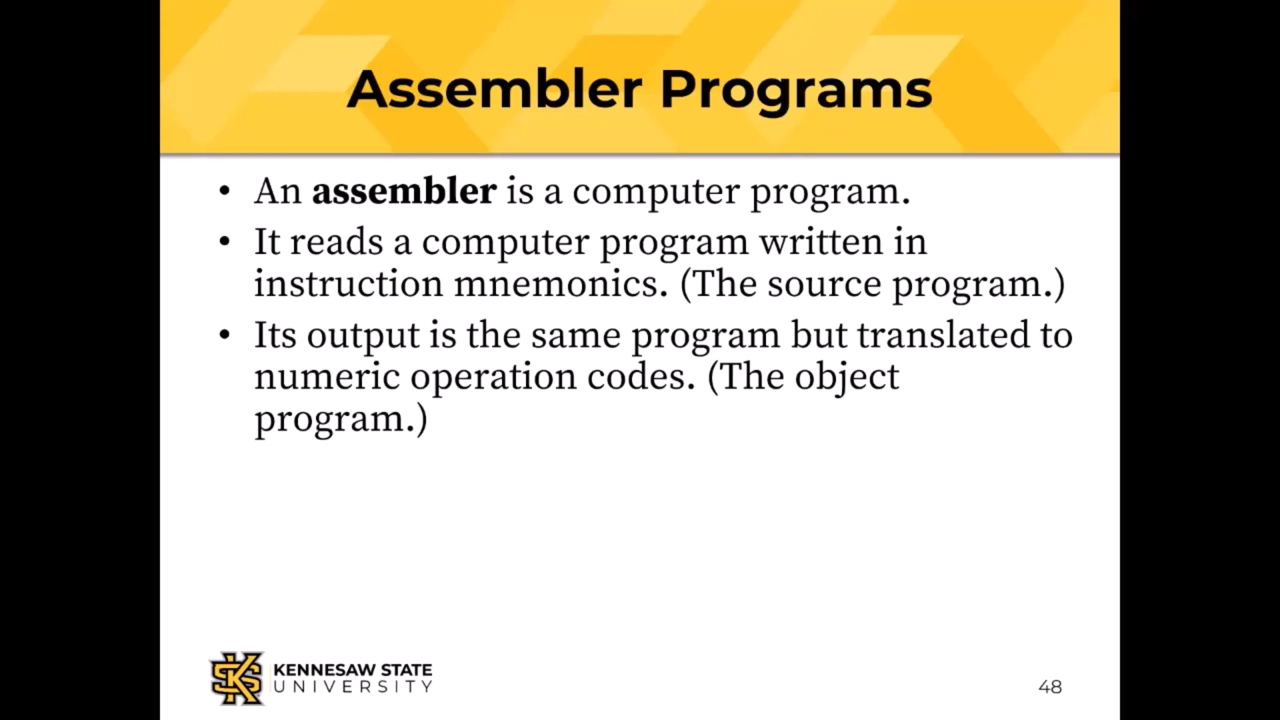 Assembler Programs
• An assembler is a computer program.
• It reads a computer program written in
instruction mnemonics. (The source program.)
• Its output is the same program but translated to
numeric operation codes. (The object
program.)
KENNESAW STATE
UNIVERSITY
48